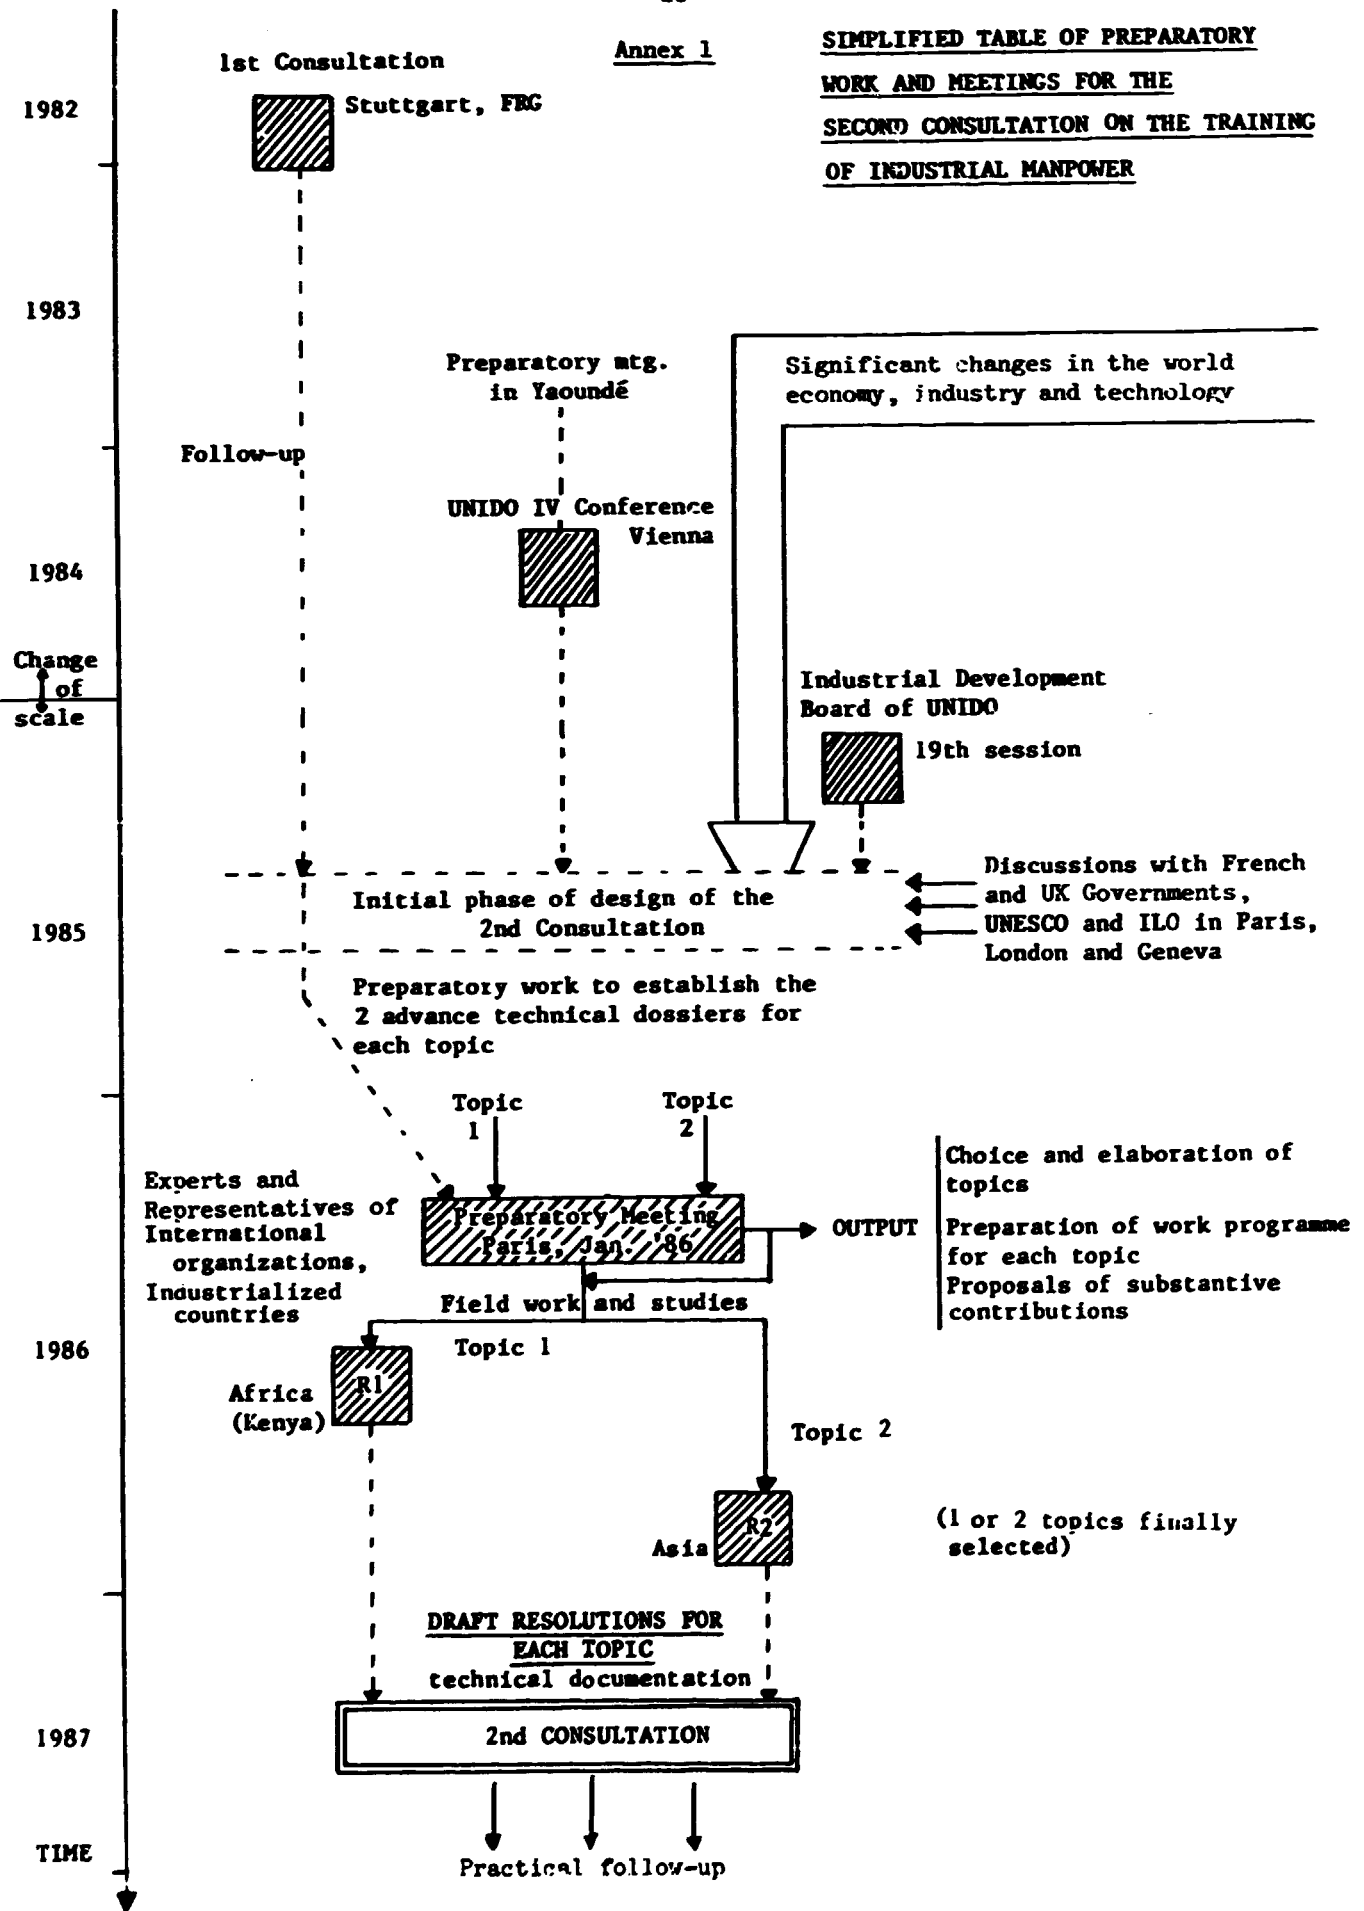 Annex 1
SIMPLIFIED TABLE OF PREPARATORY
WORK AND MEETINGS FOR THE
SECOND CONSULTATION ON THE TRAINING
OF INDUSTRIAL MANPOWER
1st Consultation
1982
Stuttgart, FRG
1983
Preparatory mtg.
in Yaoundé
Significant changes in the world
economy, industry and technology
Follow-up
UNIDO IV Conference
Vienna
1984
Change
of
scale
Industrial Development
Board of UNIDO
19th session
Initial phase of design of the
2nd Consultation
Discussions with French
and UK Governments,
UNESCO and ILO in Paris,
London and Geneva
1985
Preparatory work to establish the
2 advance technical dossiers for
each topic
Topic
1
Topic
2
Experts and
Representatives of
International
organizations,
Industrialized
countries
Preparatory Meeting
Paris, Jan. '86
OUTPUT
Choice and elaboration of
topics
Preparation of work programme
for each topic
Proposals of substantive
contributions
Field work and studies
1986
Topic 1
R1
Africa
(Kenya)
Topic 2
R2
Asia
(1 or 2 topics finally
selected)
DRAFT RESOLUTIONS FOR
EACH TOPIC
technical documentation
1987
2nd CONSULTATION
TIME
Practical follow-up